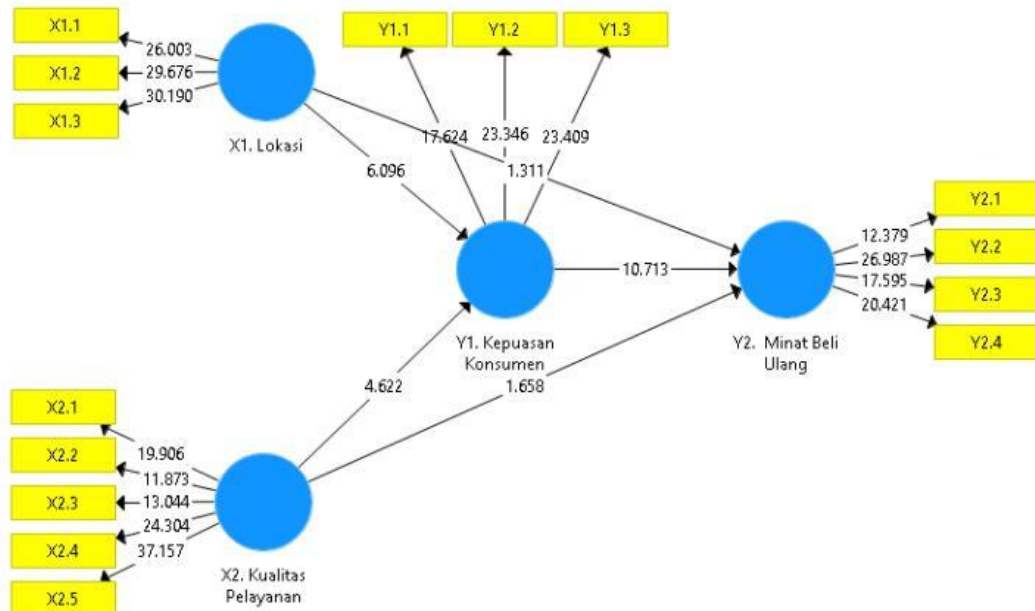 X1.1
X1.2
X1.3
26.003
29.676
30.190
X1. Lokasi
Y1.1
Y1.2
Y1.3
17.624
23.346
23.409
6.096
1.311
Y1. Kepuasan
Konsumen
10.713
Y2. Minat Beli
Ulang
12.379
26.987
17.595
20.421
Y2.1
Y2.2
Y2.3
Y2.4
4.622
1.658
X2.1
X2.2
X2.3
X2.4
X2.5
19.906
11.873
13.044
24.304
37.157
X2. Kualitas
Pelayanan